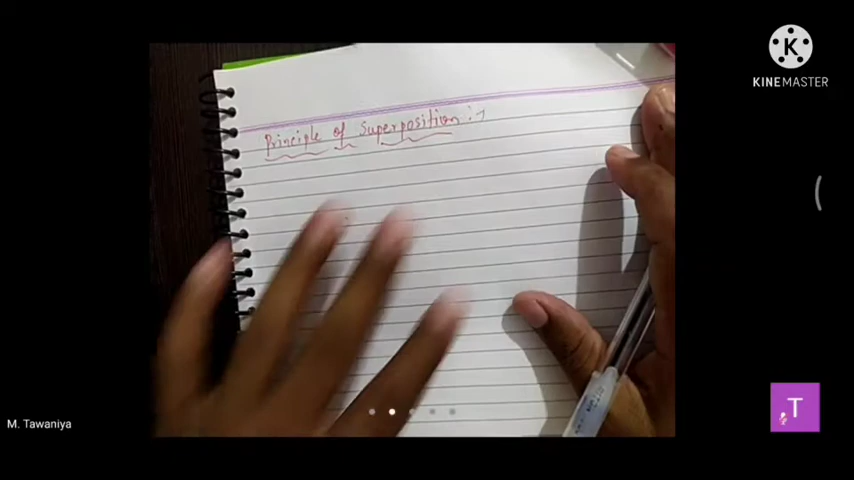 Principle of Superposition :-
K
KINEMASTER
T
M. Tawaniya